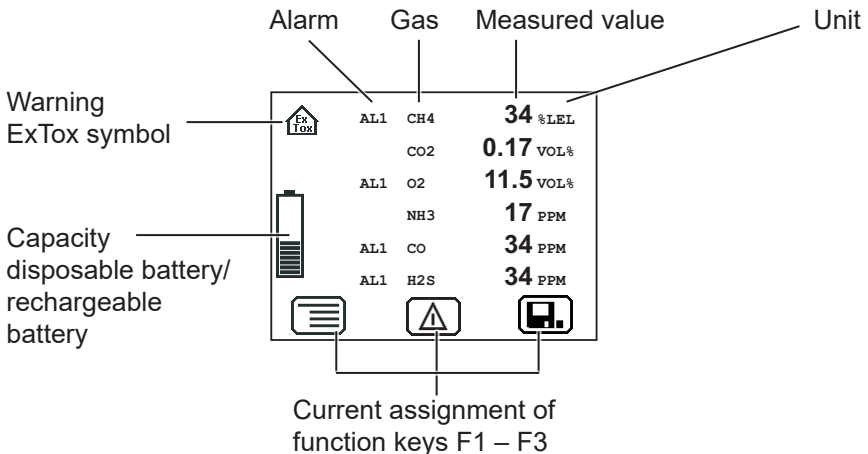 Alarm Gas Measured value Unit
Warning
ExTox symbol
Ex
Tox
AL1 CH4 34 %LEL
CO2 0.17 VOL%
AL1 O2 11.5 VOL%
NH3 17 PPM
AL1 CO 34 PPM
AL1 H2S 34 PPM
Capacity
disposable battery/
rechargeable
battery
Current assignment of
function keys F1 – F3